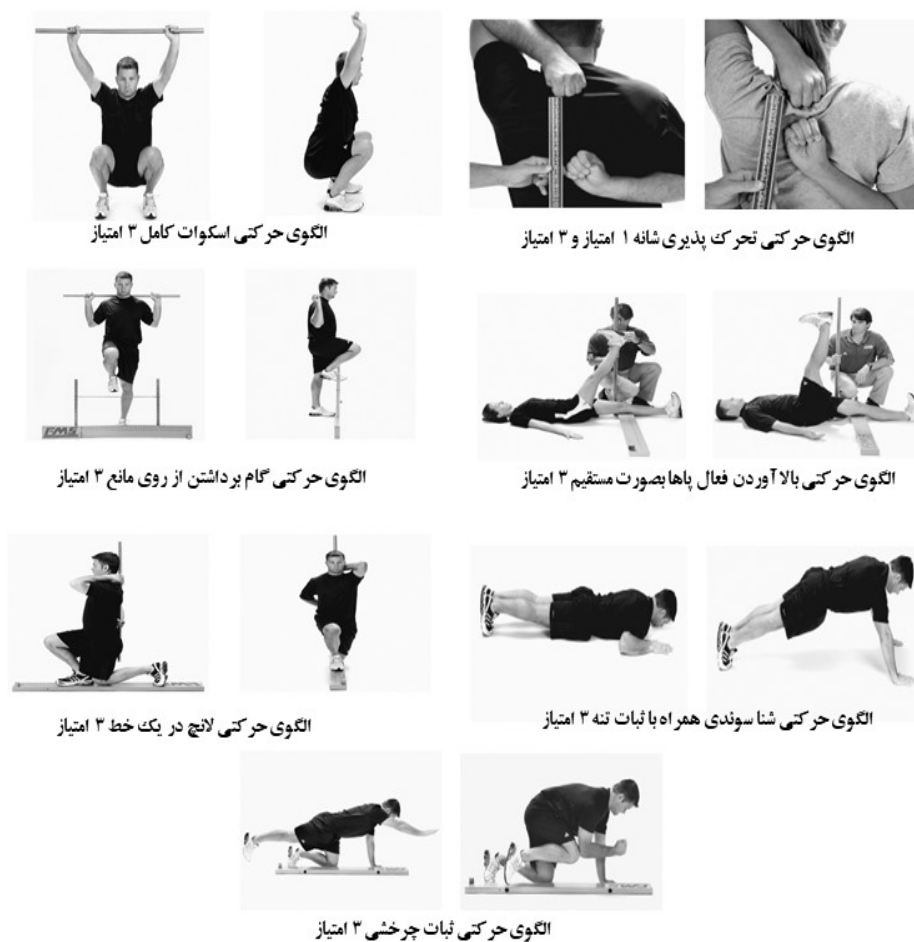 الگوی حرکتی تحرک پذیری شانه ۱ امتیاز و ۳ امتیاز
الگوی حرکتی اسکوات کامل ۳ امتیاز
FMS
الگوی حرکتی بالا آوردن فعال پاها بصورت مستقیم ۳ امتیاز
الگوی حرکتی گام برداشتن از روی مانع ۳ امتیاز
الگوی حرکتی شنا سوئدی همراه با ثبات تنه ۳ امتیاز
الگوی حرکتی لانچ در یک خط ۳ امتیاز
الگوی حرکتی ثبات چرخشی ۳ امتیاز